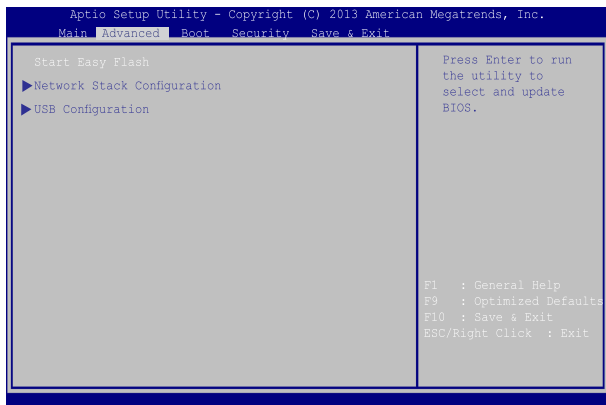 Aptio Setup Utility - Copyright (C) 2013 American Megatrends, Inc.
Main Advanced Boot Security Save & Exit
Start Easy Flash
Network Stack Configuration
USB Configuration
Press Enter to run
the utility to
select and update
BIOS.
F1 : General Help
F9 : Optimized Defaults
F10 : Save & Exit
ESC/Right Click : Exit